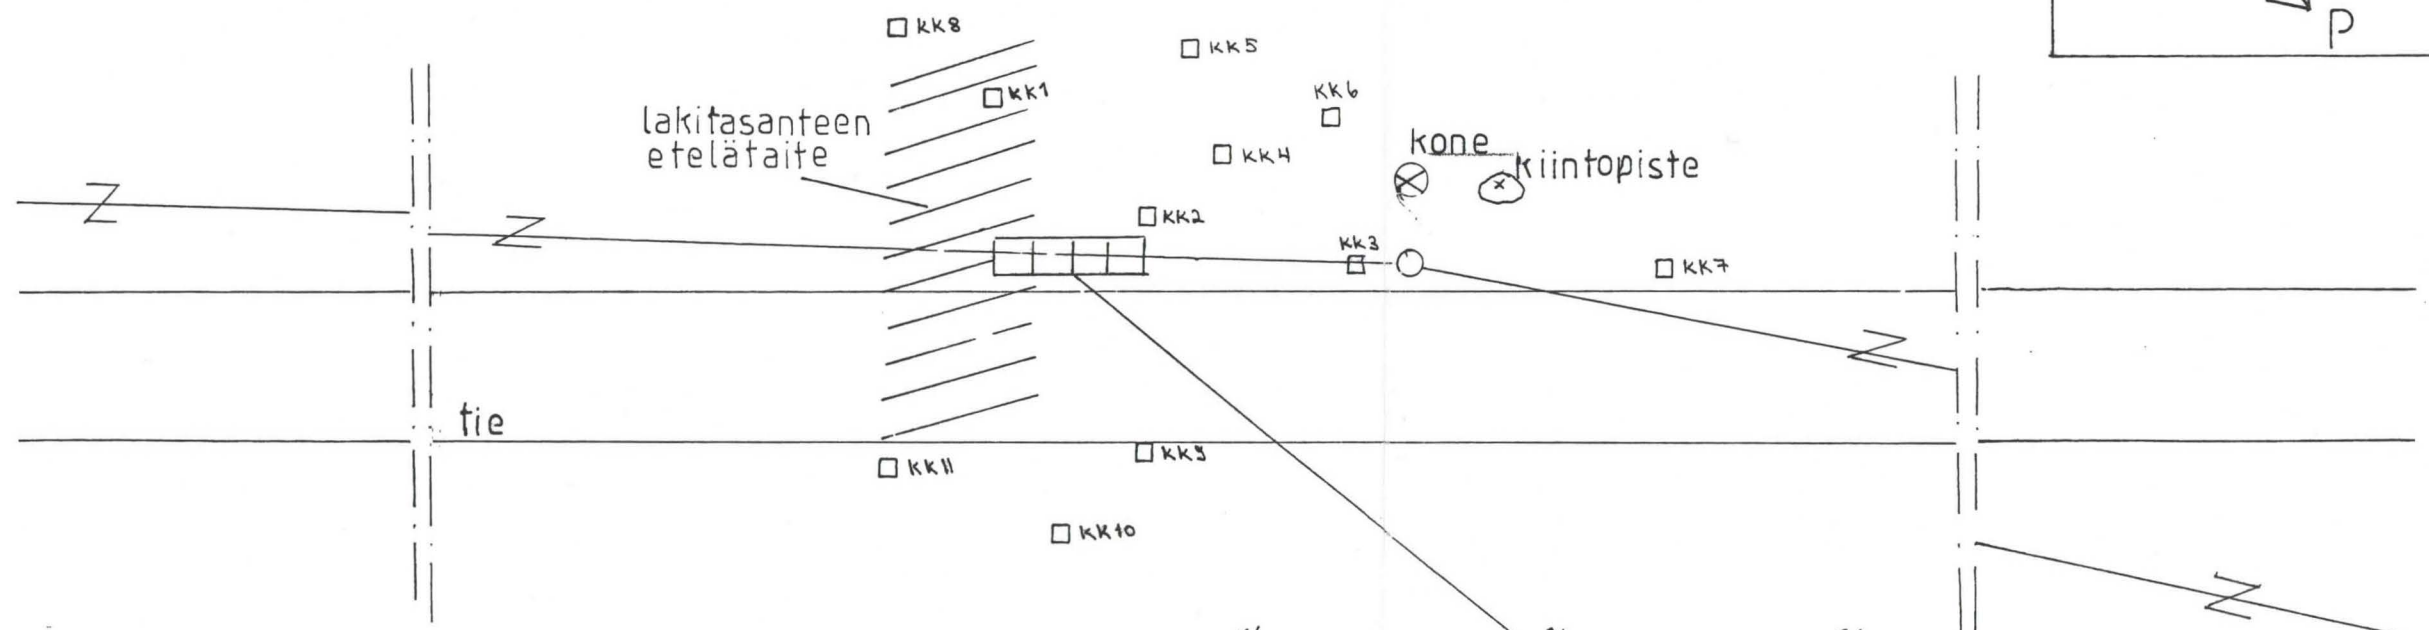 KK8
KK5
P
KK1
KK6
lakitasanteen
etelätaite
kone
KK4
kiintopiste
KK2
KK3
KK7
tie
KK9
KK11
KK10